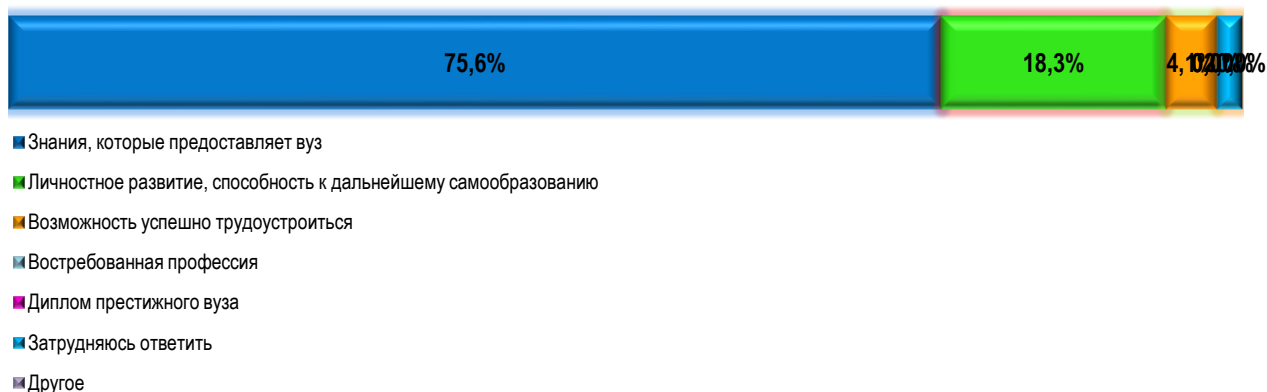 75,6% 18,3%
Знания, которые предоставляет вуз
Личностное развитие, способность к дальнейшему самообразованию
Возможность успешно трудоустроиться
Востребованная профессия
Диплом престижного вуза
Затрудняюсь ответить
Другое